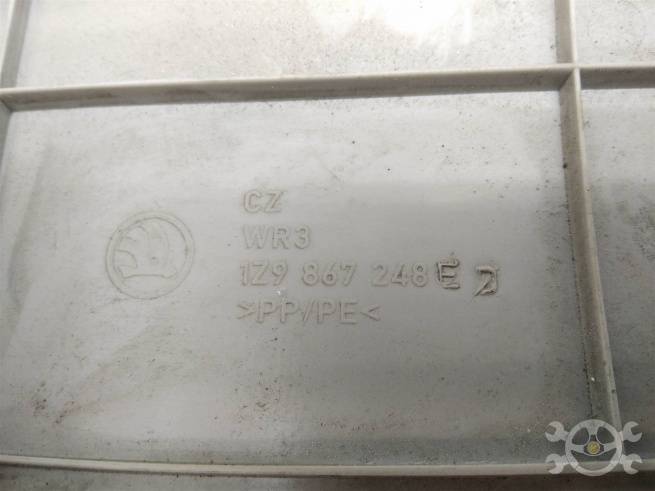 CZ
WR3
1Z9 867 248 E D
>PP/PE<